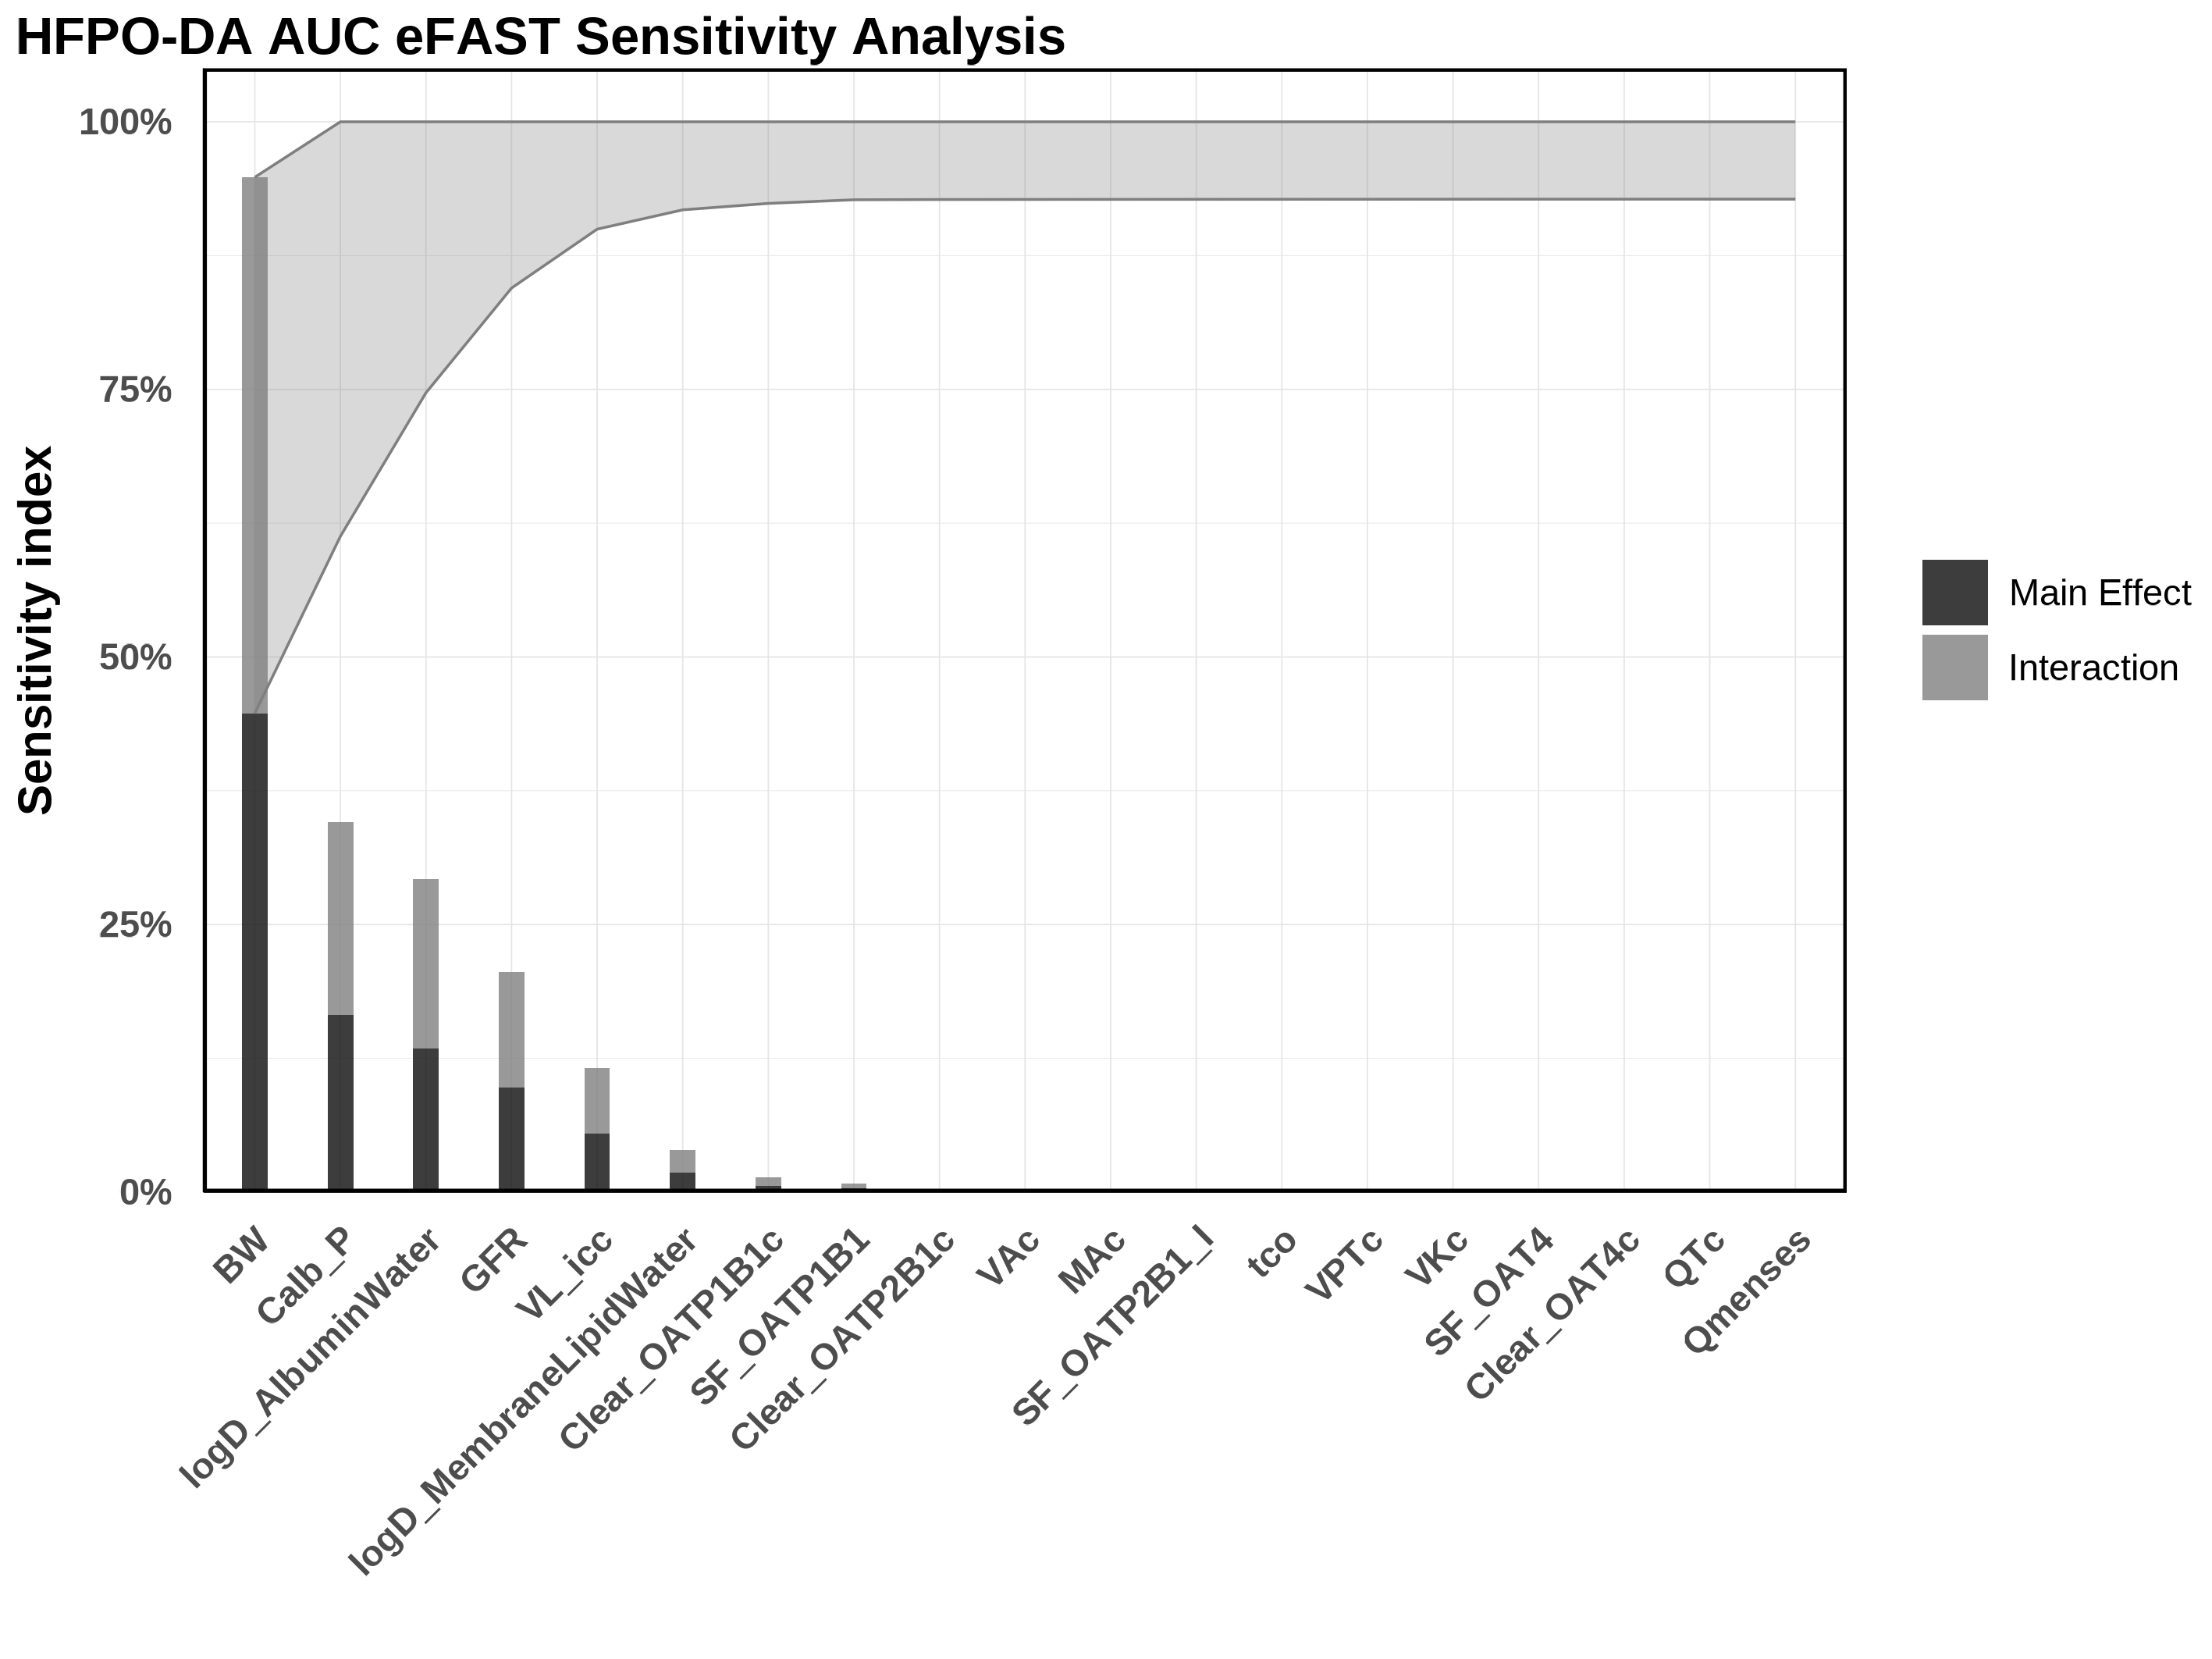 HFPO-DA AUC eFAST Sensitivity Analysis
Sensitivity index
100%
75%
50%
25%
0%
BW
Calb_P
logD_AlbuminWater
GFR
VL_icc
logD_MembraneLipidWater
Clear_OATP1B1c
SF_OATP1B1
Clear_OATP2B1c
VAc
MAc
SF_OATP2B1_I
tco
VPTc
VKc
SF_OAT4
Clear_OAT4c
QTc
Qmenses
Main Effect
Interaction